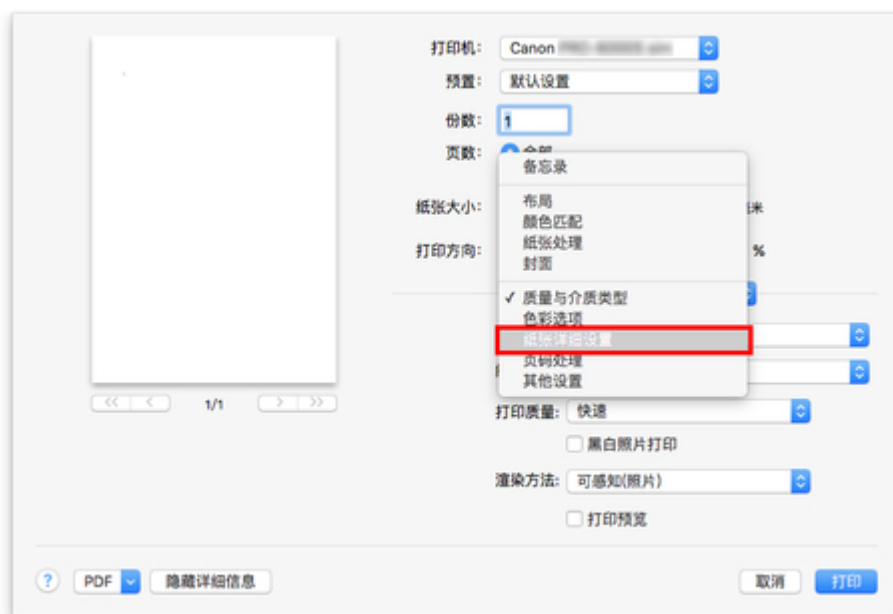 打印机: Canon
预置: 默认设置
份数: 1
页数: 全部
备忘录
纸张大小:
布局
颜色匹配
纸张处理
封面
打印方向:
%
✓ 质量与介质类型
色彩选项
纸张详细设置
页码处理
其他设置
<< < 1/1 > >>
打印质量: 快速
黑白照片打印
渲染方法: 可感知(照片)
打印预览
? PDF 隐藏详细信息 取消 打印